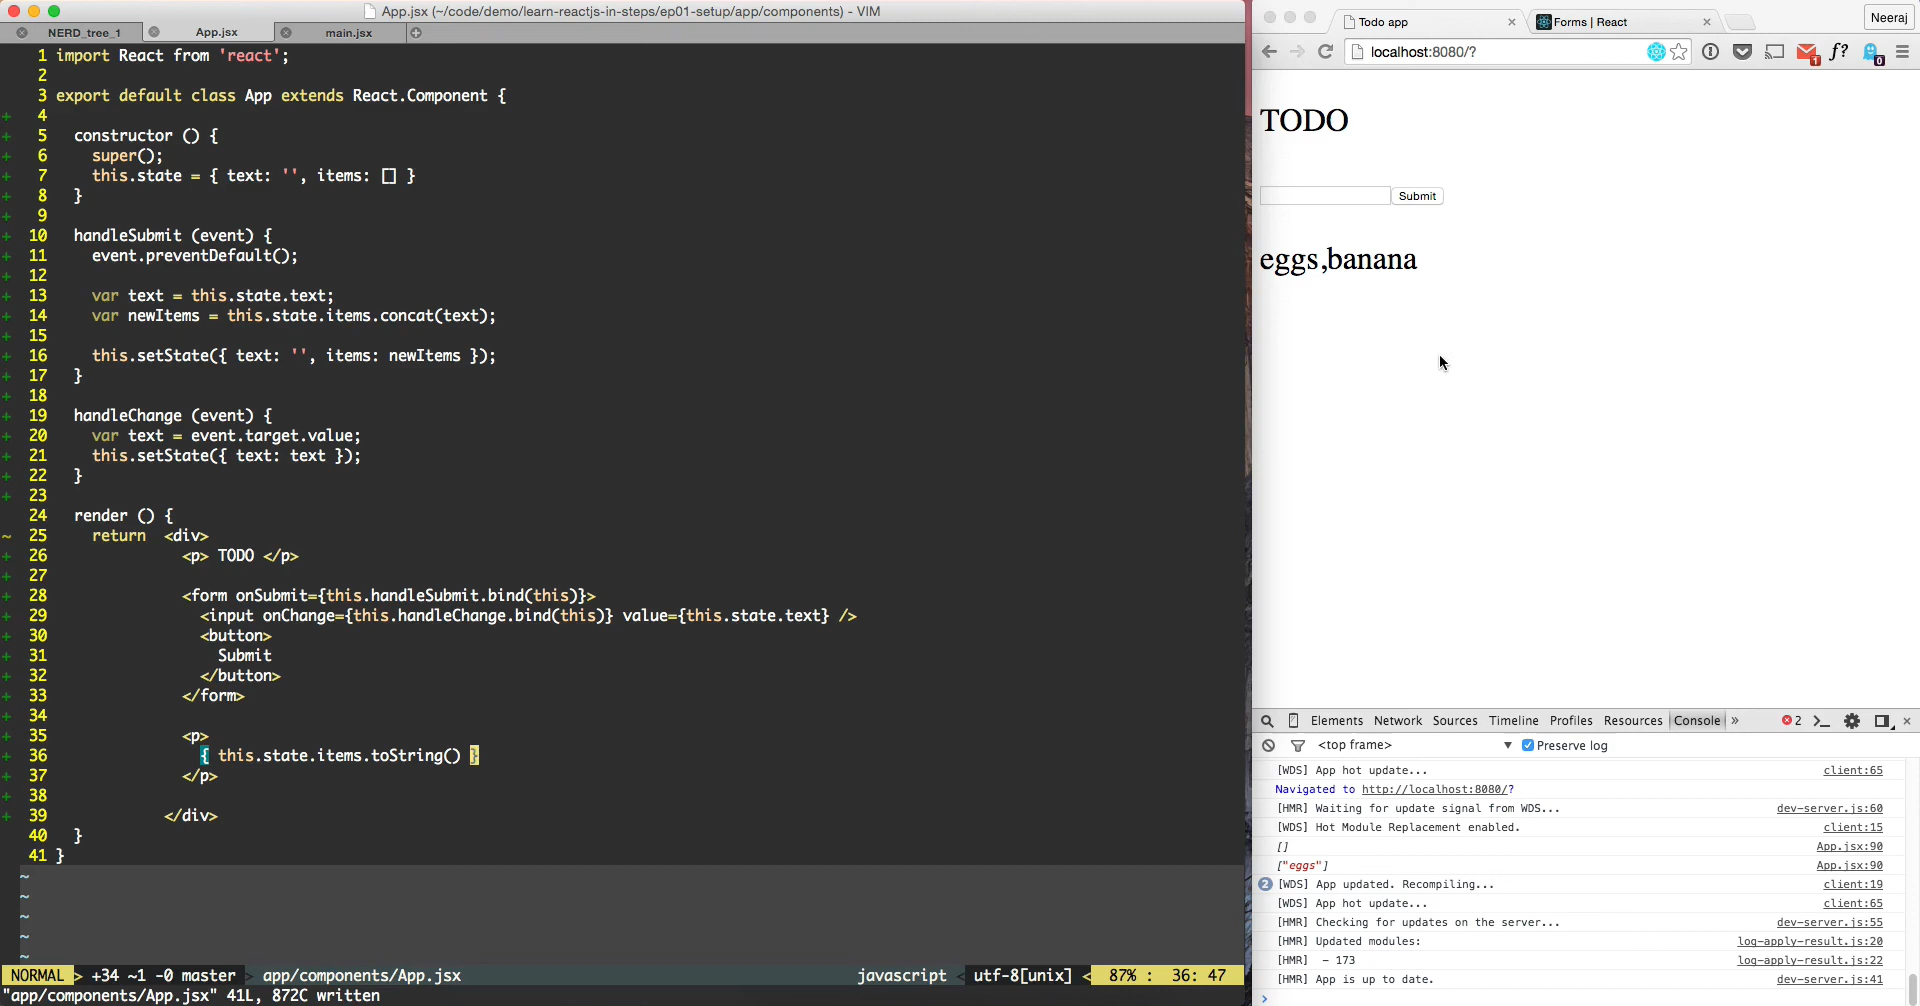 App.jsx (~/code/demo/learn-reactjs-in-steps/ep01-setup/app/components) - VIM
NERD_tree_1 App.jsx main.jsx
1 import React from 'react';
2
3 export default class App extends React.Component {
4
5 constructor () {
6 super();
7 this.state = { text: '', items: [] }
8 }
9
10 handleSubmit (event) {
11 event.preventDefault();
12
13 var text = this.state.text;
14 var newItems = this.state.items.concat(text);
15
16 this.setState({ text: '', items: newItems });
17 }
18
19 handleChange (event) {
20 var text = event.target.value;
21 this.setState({ text: text });
22 }
23
24 render () {
~ 25 return <div>
26 <p> TODO </p>
27
28 <form onSubmit={this.handleSubmit.bind(this)}>
29 <input onChange={this.handleChange.bind(this)} value={this.state.text} />
30 <button>
31 Submit
32 </button>
33 </form>
34
35 <p>
36 { this.state.items.toString() }
37 </p>
38
39 </div>
40 }
41 }
~
~
~
~
~
NORMAL > +34 ~1 -0 master > app/components/App.jsx javascript < utf-8[unix] < 87% : 36: 47
"app/components/App.jsx" 41L, 872C written
Todo app
Forms | React
Neeraj
localhost:8080/?
1 f? 0
TODO
Submit
eggs,banana
Elements Network Sources Timeline Profiles Resources Console » 2
<top frame> Preserve log
[WDS] App hot update... client:65
Navigated to http://localhost:8080/?
[HMR] Waiting for update signal from WDS... dev-server.js:60
[WDS] Hot Module Replacement enabled. client:15
[] App.jsx:90
["eggs"] App.jsx:90
2 [WDS] App updated. Recompiling... client:19
[WDS] App hot update... client:65
[HMR] Checking for updates on the server... dev-server.js:55
[HMR] Updated modules: log-apply-result.js:20
[HMR] - 173 log-apply-result.js:22
[HMR] App is up to date. dev-server.js:41
>